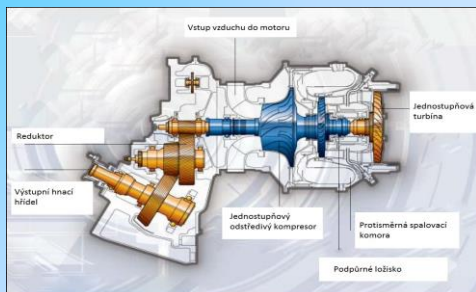 Vstup vzduchu do motoru
Jednostupňová
turbína
Reduktor
Výstupní hnací
hřídel
Jednostupňový
odstředivý kompresor
Protisměrná spalovací
komora
Podpůrné ložisko